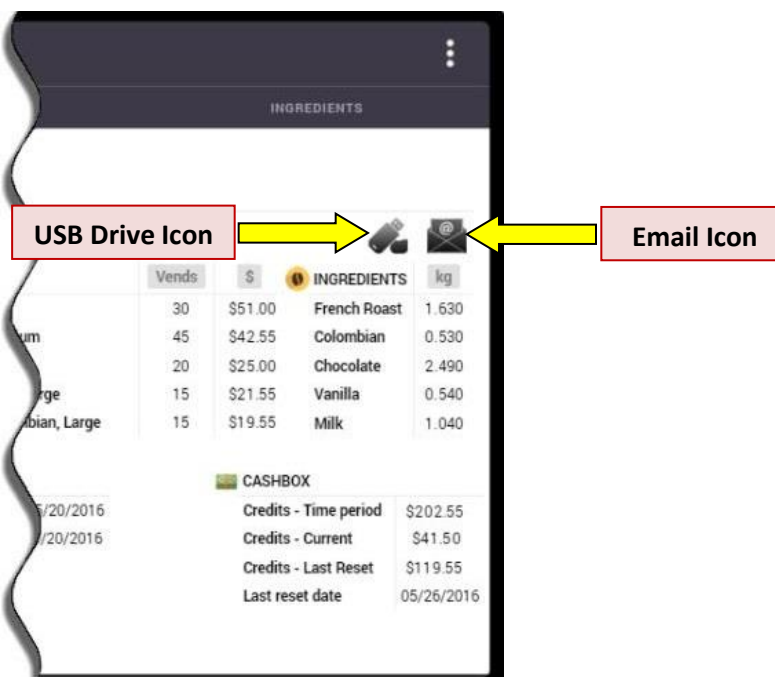 INGREDIENTS
USB Drive Icon
@
Email Icon
Vends $ INGREDIENTS kg
30 $51.00 French Roast 1.630
um 45 $42.55 Colombian 0.530
20 $25.00 Chocolate 2.490
rge 15 $21.55 Vanilla 0.540
bian, Large 15 $19.55 Milk 1.040
CASHBOX
5/20/2016 Credits - Time period $202.55
/20/2016 Credits - Current $41.50
Credits - Last Reset $119.55
Last reset date 05/26/2016